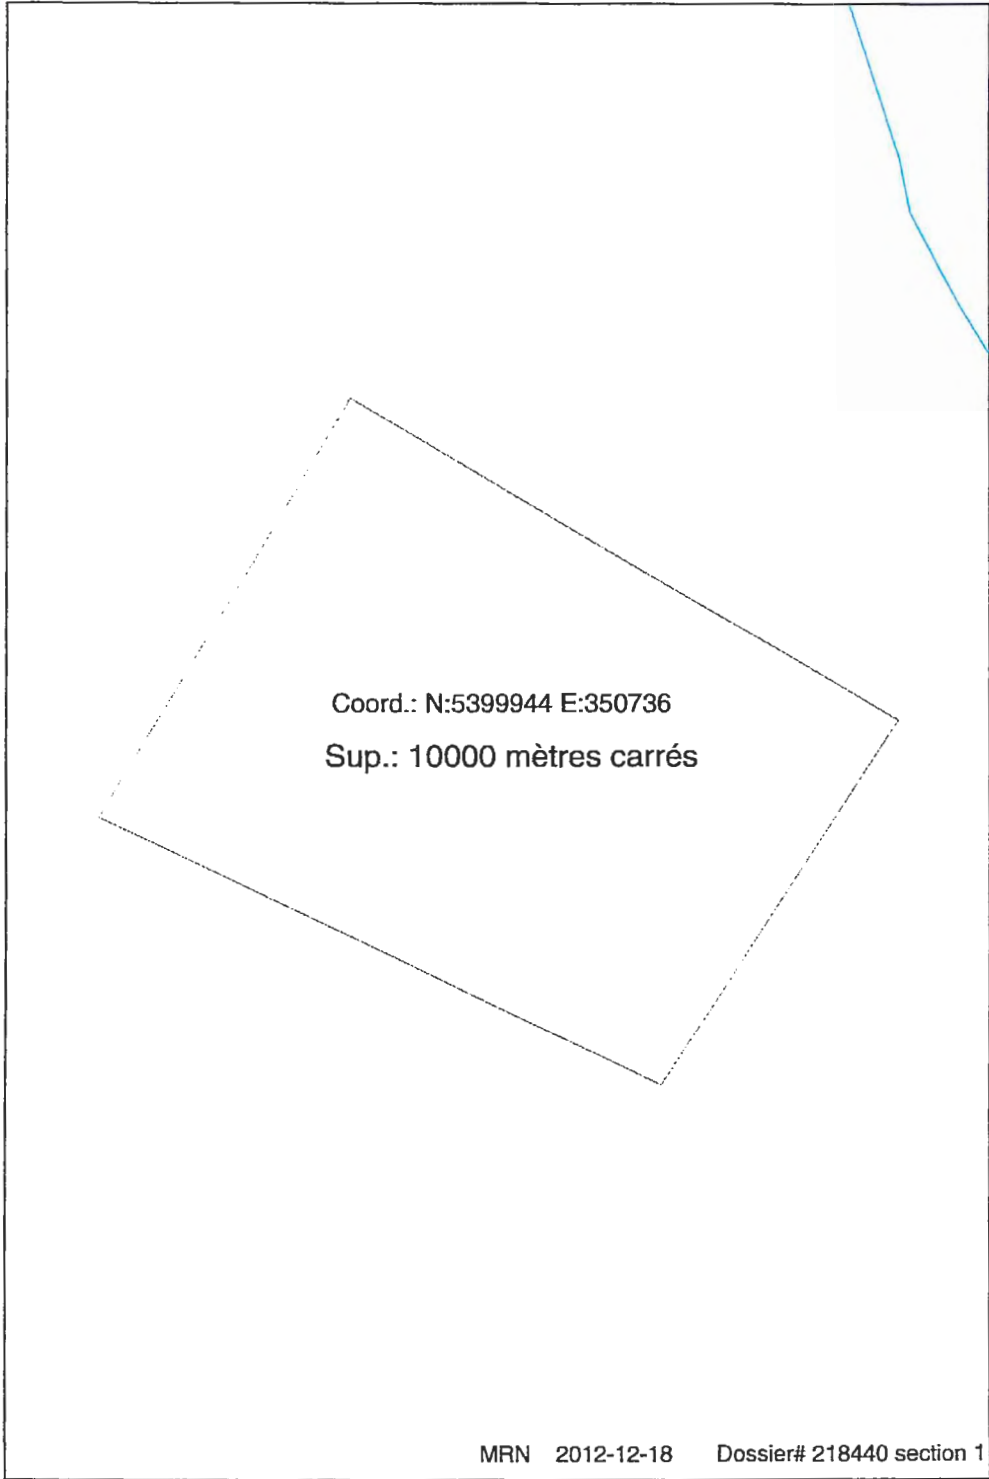 Coord.: N:5399944 E:350736
Sup.: 10000 mètres carrés
MRN 2012-12-18 Dossier# 218440 section 1